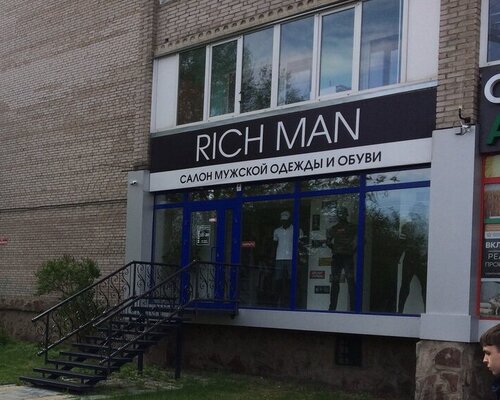 RICH MAN
САЛОН МУЖСКОЙ ОДЕЖДЫ И ОБУВИ